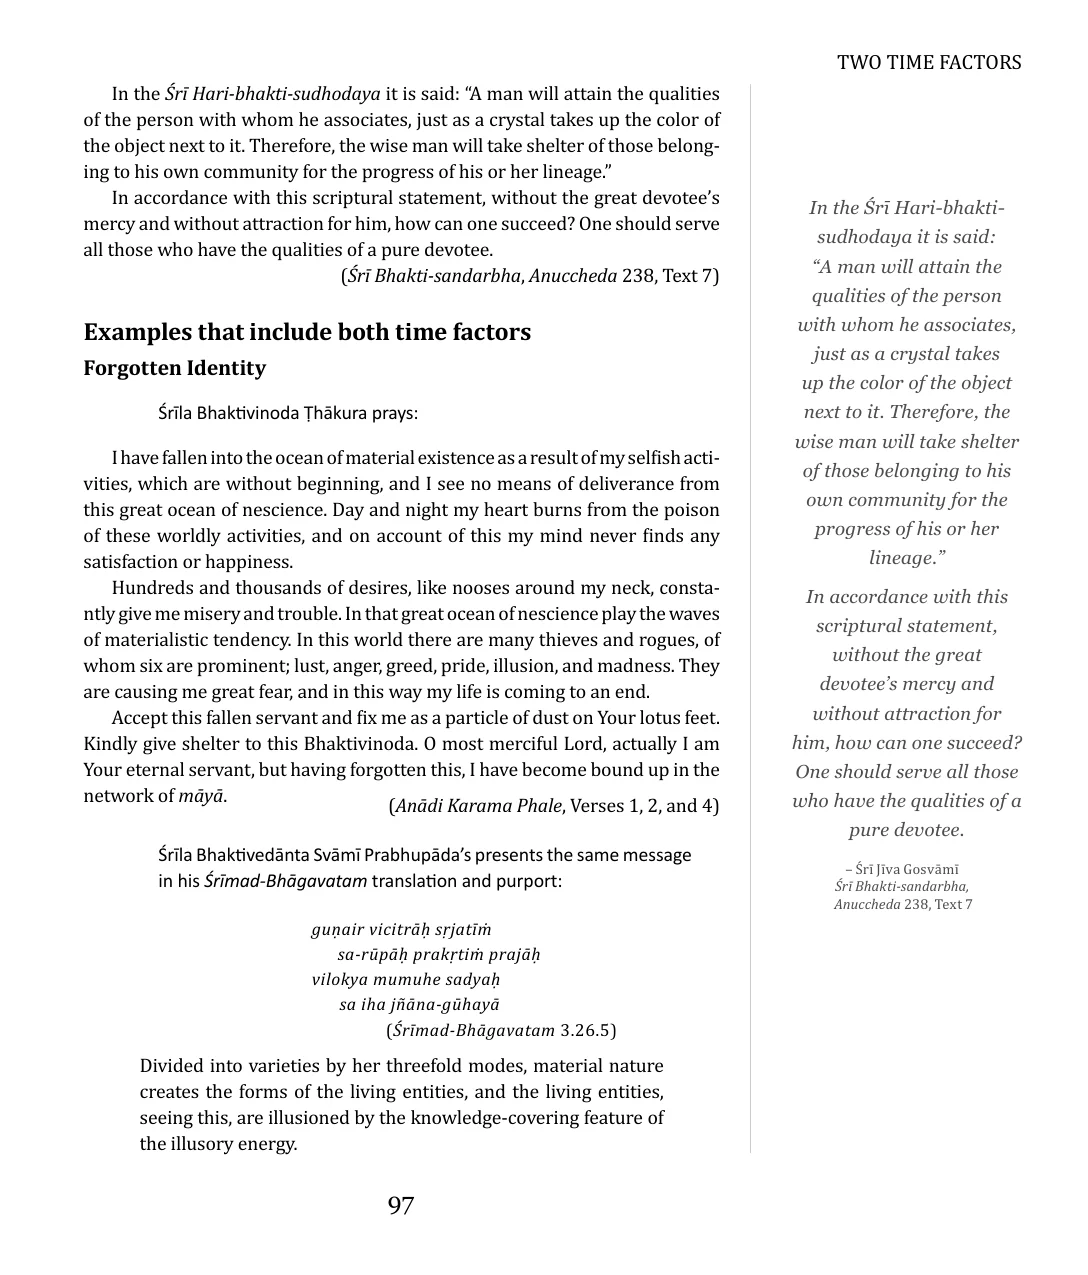 TWO TIME FACTORS
In the Śrī Hari-bhakti-sudhodaya it is said: “A man will attain the qualities
of the person with whom he associates, just as a crystal takes up the color of
the object next to it. Therefore, the wise man will take shelter of those belong-
ing to his own community for the progress of his or her lineage.”
In accordance with this scriptural statement, without the great devotee’s
mercy and without attraction for him, how can one succeed? One should serve
all those who have the qualities of a pure devotee.
(Śrī Bhakti-sandarbha, Anuccheda 238, Text 7)
Examples that include both time factors
Forgotten Identity
Śrīla Bhaktivinoda Ṭhākura prays:
I have fallen into the ocean of material existence as a result of my selfish acti-
vities, which are without beginning, and I see no means of deliverance from
this great ocean of nescience. Day and night my heart burns from the poison
of these worldly activities, and on account of this my mind never finds any
satisfaction or happiness.
Hundreds and thousands of desires, like nooses around my neck, consta-
ntly give me misery and trouble. In that great ocean of nescience play the waves
of materialistic tendency. In this world there are many thieves and rogues, of
whom six are prominent; lust, anger, greed, pride, illusion, and madness. They
are causing me great fear, and in this way my life is coming to an end.
Accept this fallen servant and fix me as a particle of dust on Your lotus feet.
Kindly give shelter to this Bhaktivinoda. O most merciful Lord, actually I am
Your eternal servant, but having forgotten this, I have become bound up in the
network of māyā.
(Anādi Karama Phale, Verses 1, 2, and 4)
Śrīla Bhaktivedānta Svāmī Prabhupāda’s presents the same message
in his Śrīmad-Bhāgavatam translation and purport:
guṇair vicitrāḥ sṛjatīṁ
sa-rūpāḥ prakṛtiṁ prajāḥ
vilokya mumuhe sadyaḥ
sa iha jñāna-gūhayā
(Śrīmad-Bhāgavatam 3.26.5)
Divided into varieties by her threefold modes, material nature
creates the forms of the living entities, and the living entities,
seeing this, are illusioned by the knowledge-covering feature of
the illusory energy.
In the Śrī Hari-bhakti-
sudhodaya it is said:
“A man will attain the
qualities of the person
with whom he associates,
just as a crystal takes
up the color of the object
next to it. Therefore, the
wise man will take shelter
of those belonging to his
own community for the
progress of his or her
lineage.”
In accordance with this
scriptural statement,
without the great
devotee’s mercy and
without attraction for
him, how can one succeed?
One should serve all those
who have the qualities of a
pure devotee.
– Śrī Jīva Gosvāmī
Śrī Bhakti-sandarbha,
Anuccheda 238, Text 7
97